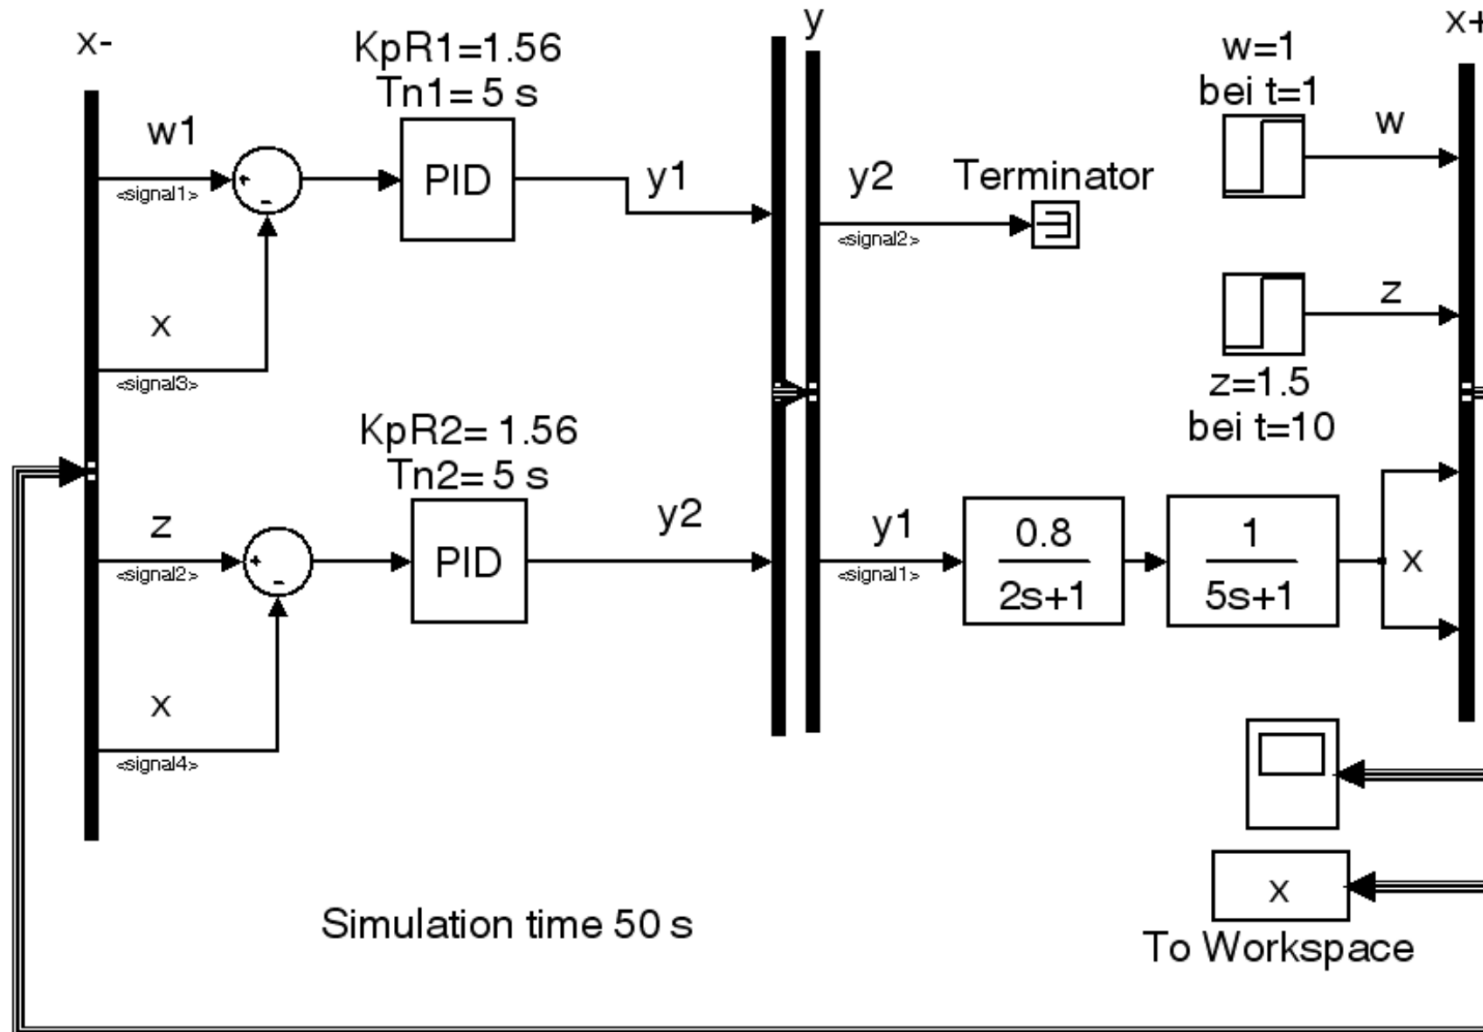 x-
KpR1=1.56
Tn1= 5 s
w1
<signal1>
+
-
PID
y1
x
<signal3>
KpR2= 1.56
Tn2= 5 s
z
<signal2>
+
-
PID
y2
x
<signal4>
Simulation time 50 s
y
y2
<signal2>
Terminator
y1
<signal1>
0.8
2s+1
1
5s+1
x
w=1
bei t=1
w
z
z=1.5
bei t=10
x+
x
To Workspace